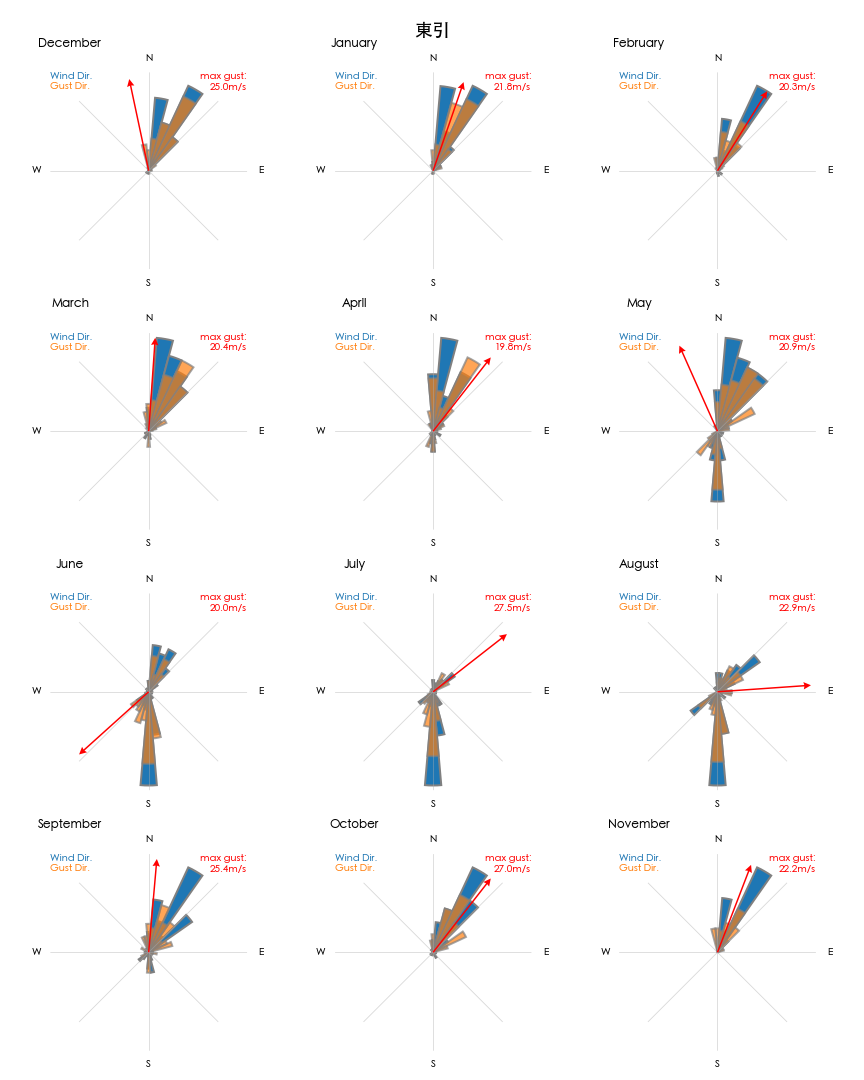 東引
December
N
Wind Dir.
Gust Dir.
max gust:
25.0m/s
W
E
S
January
N
Wind Dir.
Gust Dir.
max gust:
21.8m/s
W
E
S
February
N
Wind Dir.
Gust Dir.
max gust:
20.3m/s
W
E
S
March
N
Wind Dir.
Gust Dir.
max gust:
20.4m/s
W
E
S
April
N
Wind Dir.
Gust Dir.
max gust:
19.8m/s
W
E
S
May
N
Wind Dir.
Gust Dir.
max gust:
20.9m/s
W
E
S
June
N
Wind Dir.
Gust Dir.
max gust:
20.0m/s
W
E
S
July
N
Wind Dir.
Gust Dir.
max gust:
27.5m/s
W
E
S
August
N
Wind Dir.
Gust Dir.
max gust:
22.9m/s
W
E
S
September
N
Wind Dir.
Gust Dir.
max gust:
25.4m/s
W
E
S
October
N
Wind Dir.
Gust Dir.
max gust:
27.0m/s
W
E
S
November
N
Wind Dir.
Gust Dir.
max gust:
22.2m/s
W
E
S